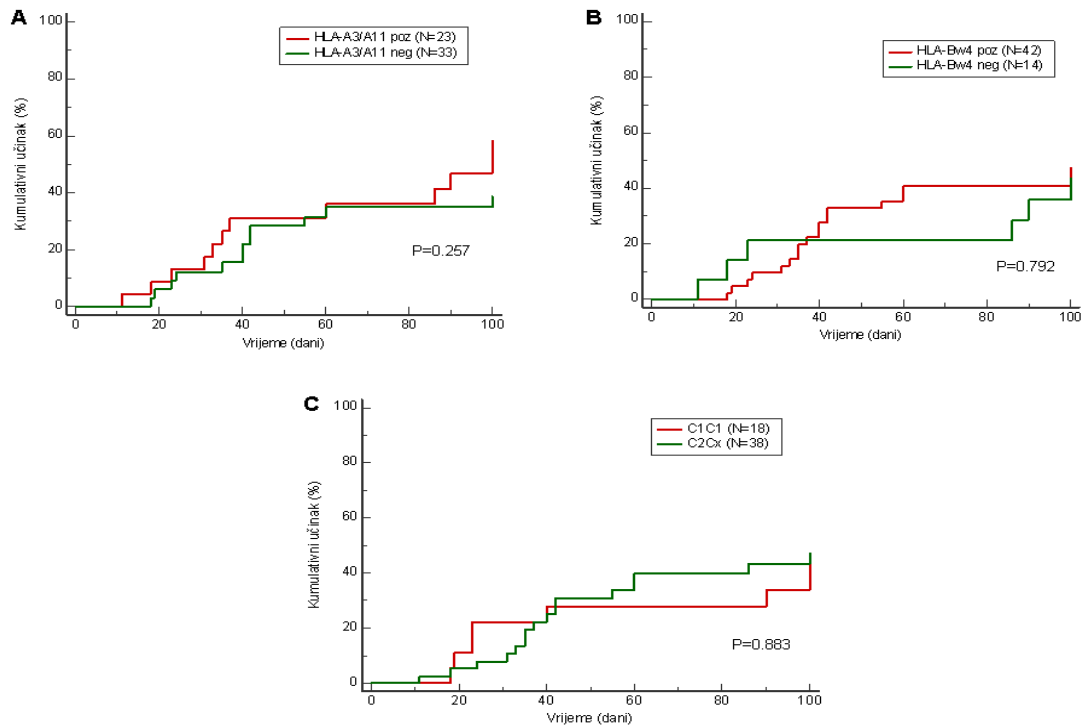 A
HLA-A3/A11 poz (N=23)
HLA-A3/A11 neg (N=33)
Kumulativni učinak (%)
100
80
60
40
20
0
P=0.257
0 20 40 60 80 100
Vrijeme (dani)
B
HLA-Bw4 poz (N=42)
HLA-Bw4 neg (N=14)
Kumulativni učinak (%)
100
80
60
40
20
0
P=0.792
0 20 40 60 80 100
Vrijeme (dani)
C
C1C1 (N=18)
C2Cx (N=38)
Kumulativni učinak (%)
100
80
60
40
20
0
P=0.883
0 20 40 60 80 100
Vrijeme (dani)